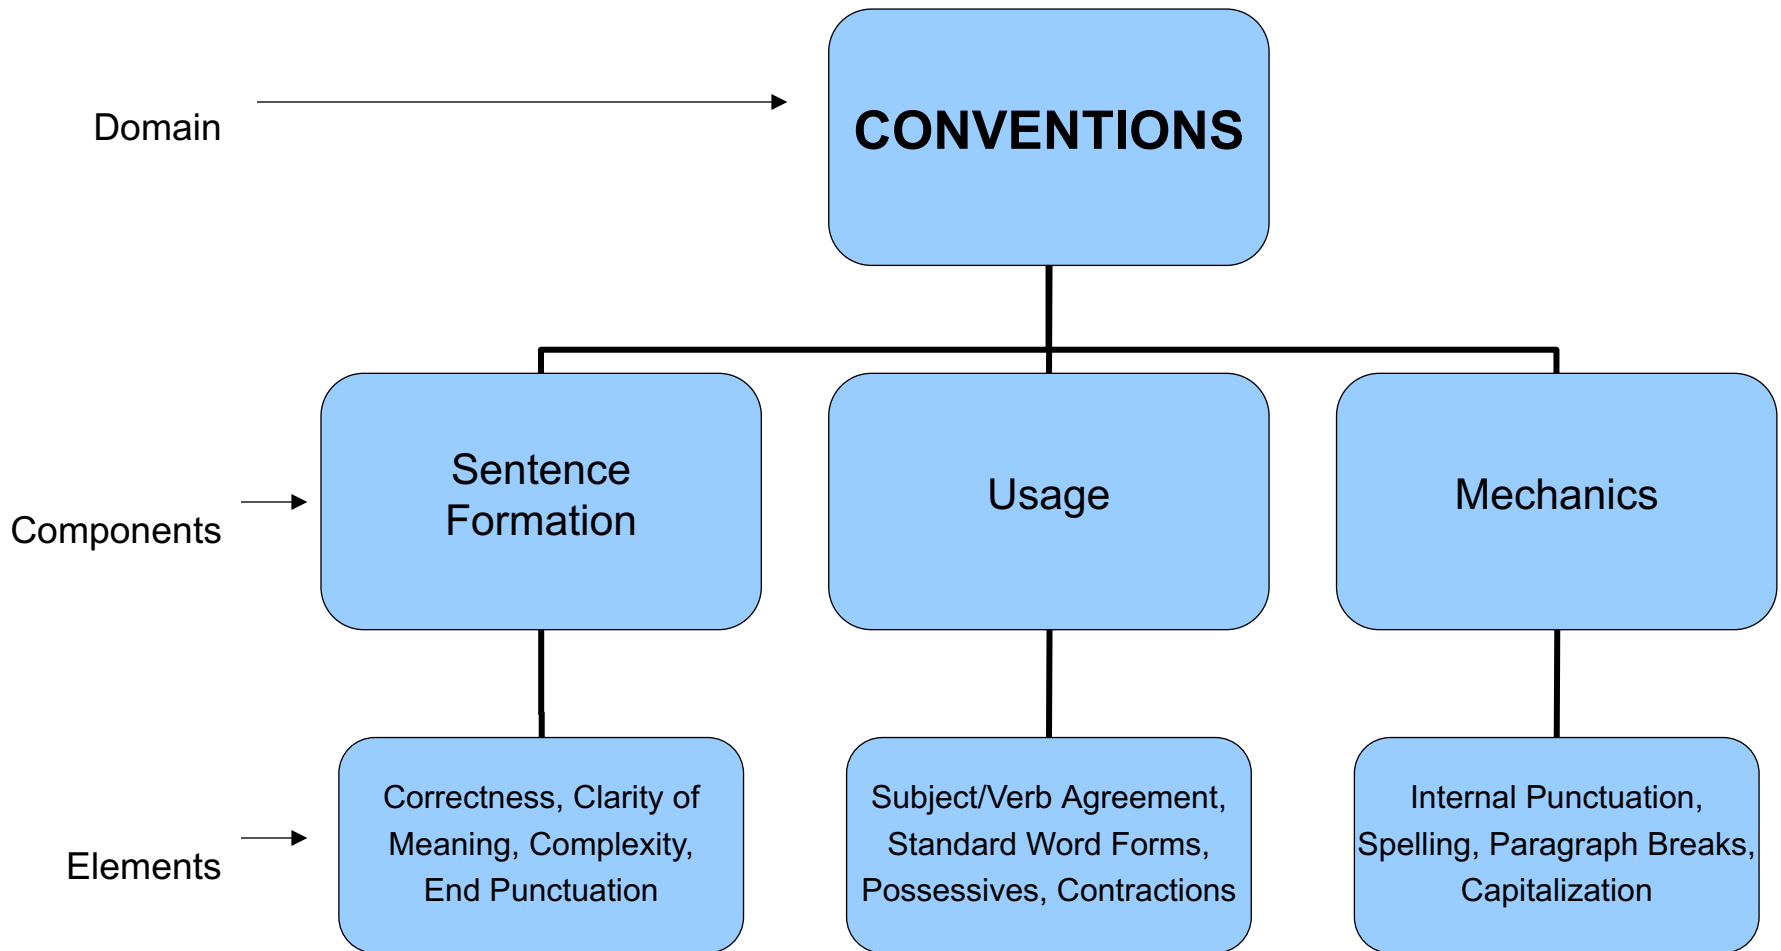 Domain
CONVENTIONS
Components
Sentence
Formation
Usage
Mechanics
Elements
Correctness, Clarity of
Meaning, Complexity,
End Punctuation
Subject/Verb Agreement,
Standard Word Forms,
Possessives, Contractions
Internal Punctuation,
Spelling, Paragraph Breaks,
Capitalization